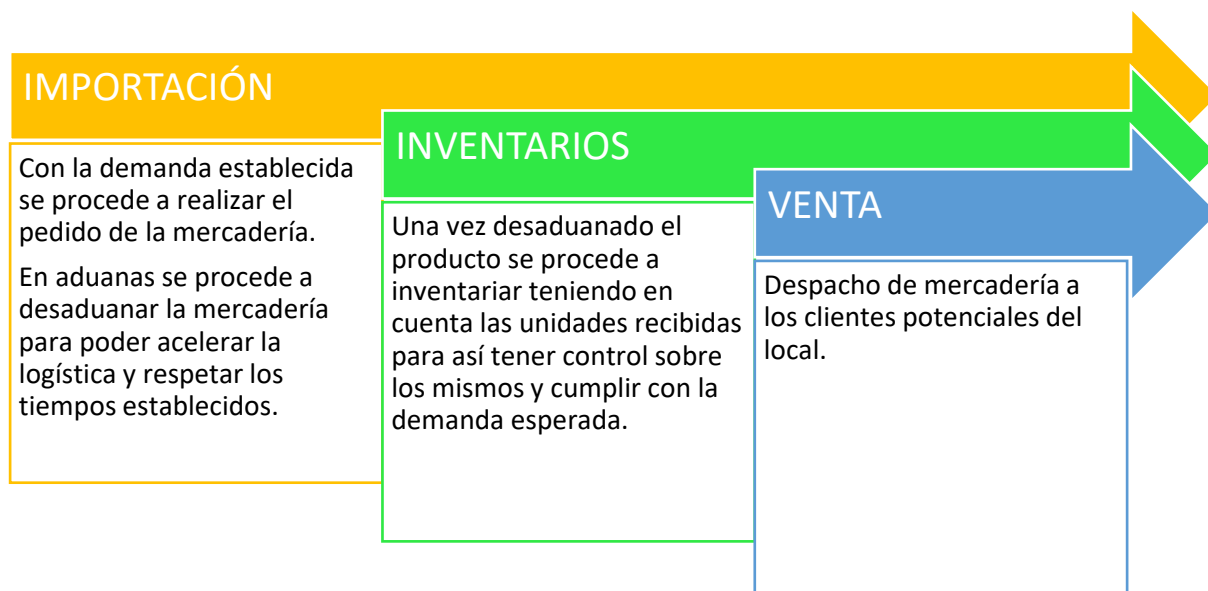 IMPORTACIÓN
Con la demanda establecida
se procede a realizar el
pedido de la mercadería.
En aduanas se procede a
desaduanar la mercadería
para poder acelerar la
logística y respetar los
tiempos establecidos.
INVENTARIOS
Una vez desaduanado el
producto se procede a
inventariar teniendo en
cuenta las unidades recibidas
para así tener control sobre
los mismos y cumplir con la
demanda esperada.
VENTA
Despacho de mercadería a
los clientes potenciales del
local.